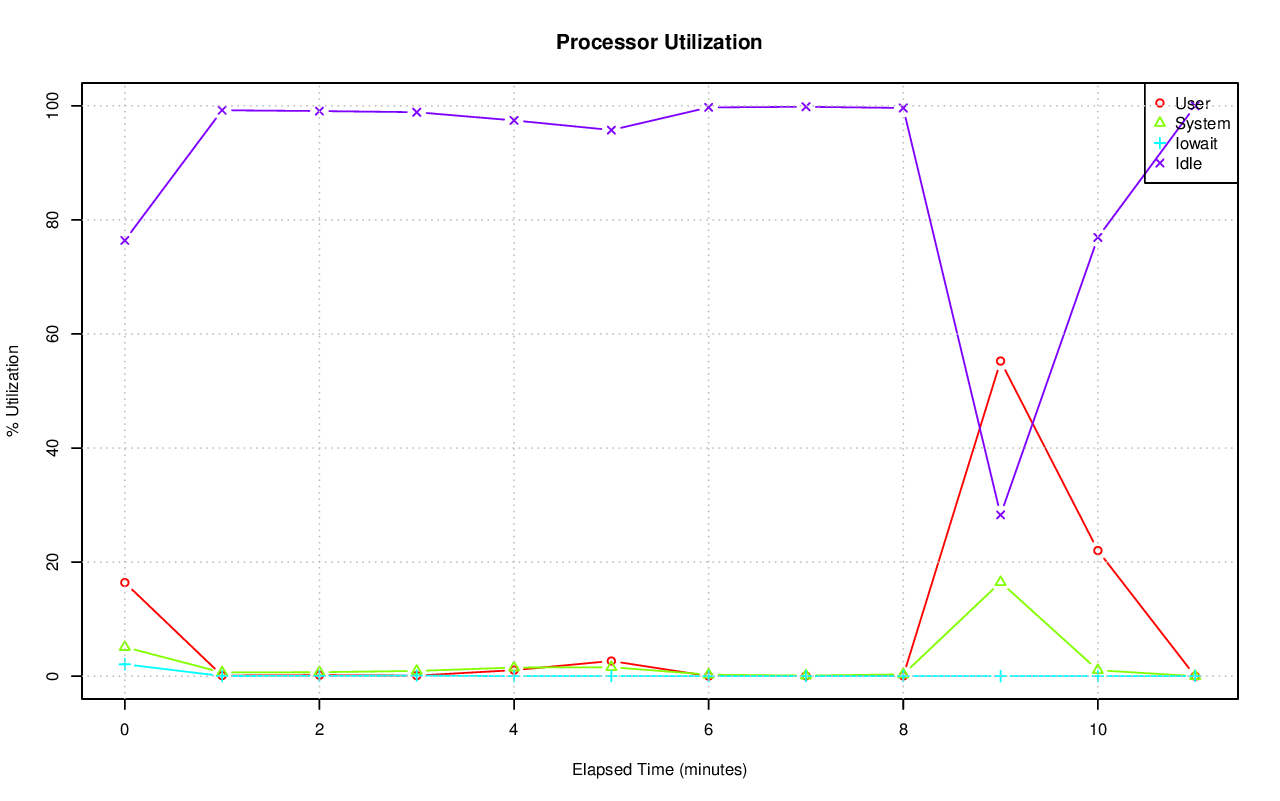 Processor Utilization
100
80
60
40
20
0
% Utilization
User
System
Iowait
Idle
0 2 4 6 8 10
Elapsed Time (minutes)